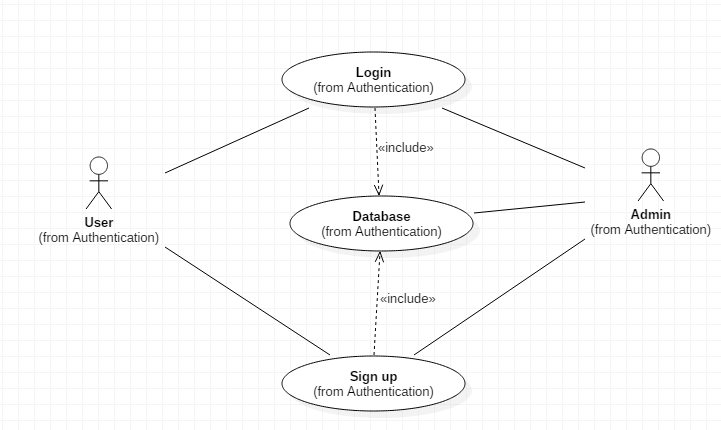 Login
(from Authentication)
«include»
User
(from Authentication)
Database
(from Authentication)
Admin
(from Authentication)
«include»
Sign up
(from Authentication)